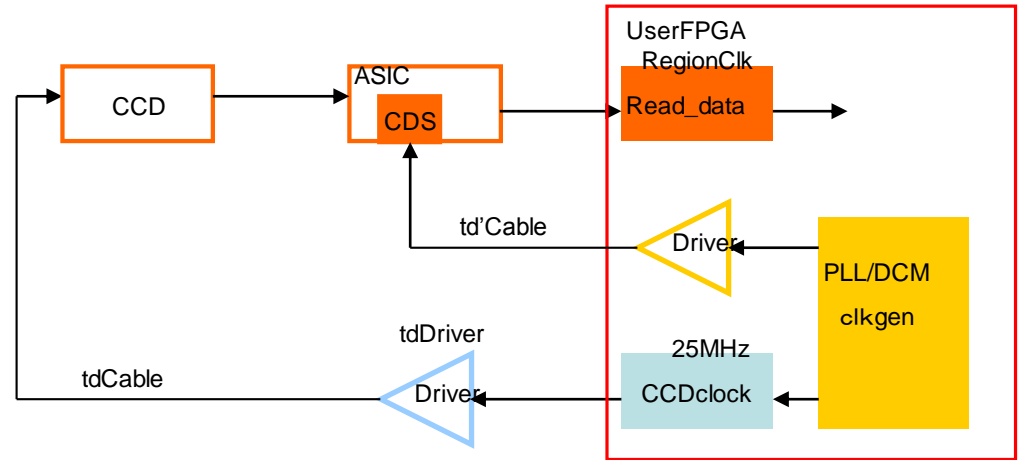 UserFPGA
RegionClk
ASIC
CCD
CDS
Read_data
td'Cable
Driver
PLL/DCM
clkgen
tdDriver
25MHz
tdCable
Driver
CCDclock